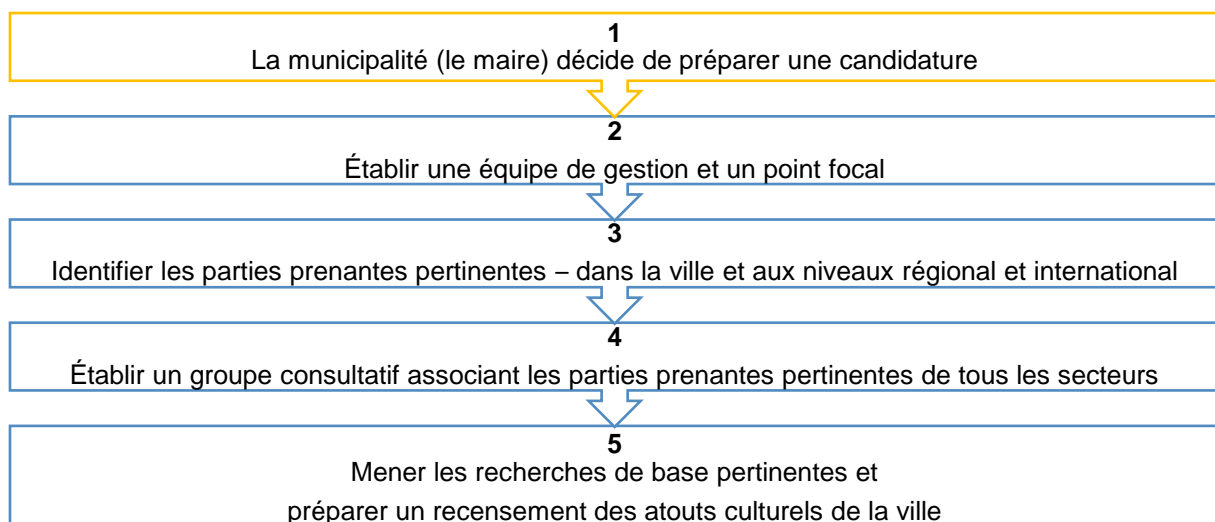 1
La municipalité (le maire) décide de préparer une candidature
2
Établir une équipe de gestion et un point focal
3
Identifier les parties prenantes pertinentes – dans la ville et aux niveaux régional et international
4
Établir un groupe consultatif associant les parties prenantes pertinentes de tous les secteurs
5
Mener les recherches de base pertinentes et
préparer un recensement des atouts culturels de la ville